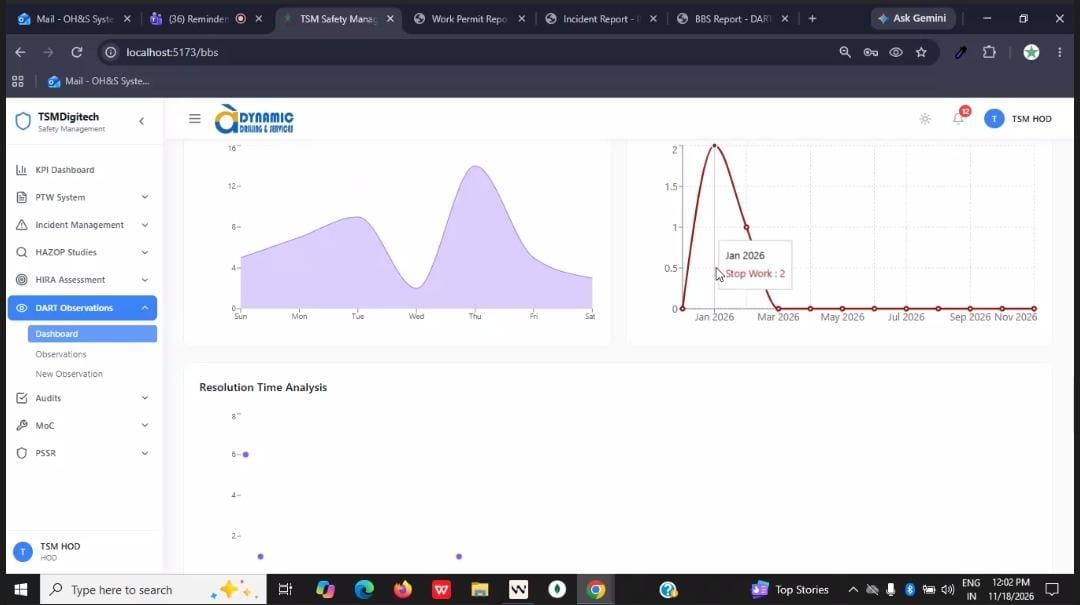 Mail - OH&S Syste
(36) Reminder
TSM Safety Manag
Work Permit Repo
Incident Report -
BBS Report - DAR
Ask Gemini
localhost:5173/bbs
Mail - OH&S Syste...
TSMDigitech
Safety Management
DYNAMIC
DRILLING & SERVICES
12
T
TSM HOD
KPI Dashboard
PTW System
Incident Management
HAZOP Studies
HIRA Assessment
DART Observations
Dashboard
Observations
New Observation
Audits
MoC
PSSR
T
TSM HOD
HOD
16
12
8
4
0
Sun Mon Tue Wed Thu Fri Sat
2
1.5
1
0.5
0
Jan 2026
Stop Work : 2
Jan 2026 Mar 2026 May 2026 Jul 2026 Sep 2026 Nov 2026
Resolution Time Analysis
8
6
4
2
Type here to search
Top Stories
ENG
IN
12:02 PM
11/18/2026